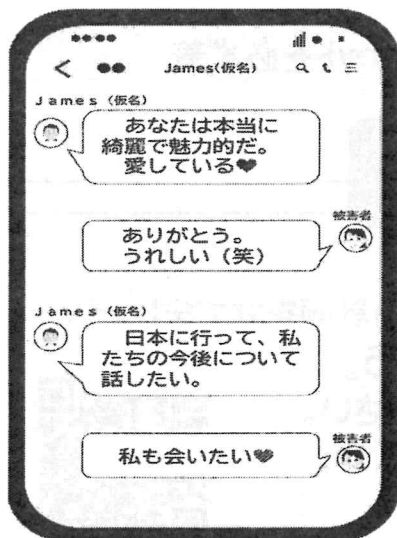 James(仮名)
James(仮名)
あなたは本当に
綺麗で魅力的だ。
愛している♥
被害者
ありがとう。
うれしい(笑)
James(仮名)
日本に行って、私
たちの今後について
話したい。
被害者
私も会いたい♥